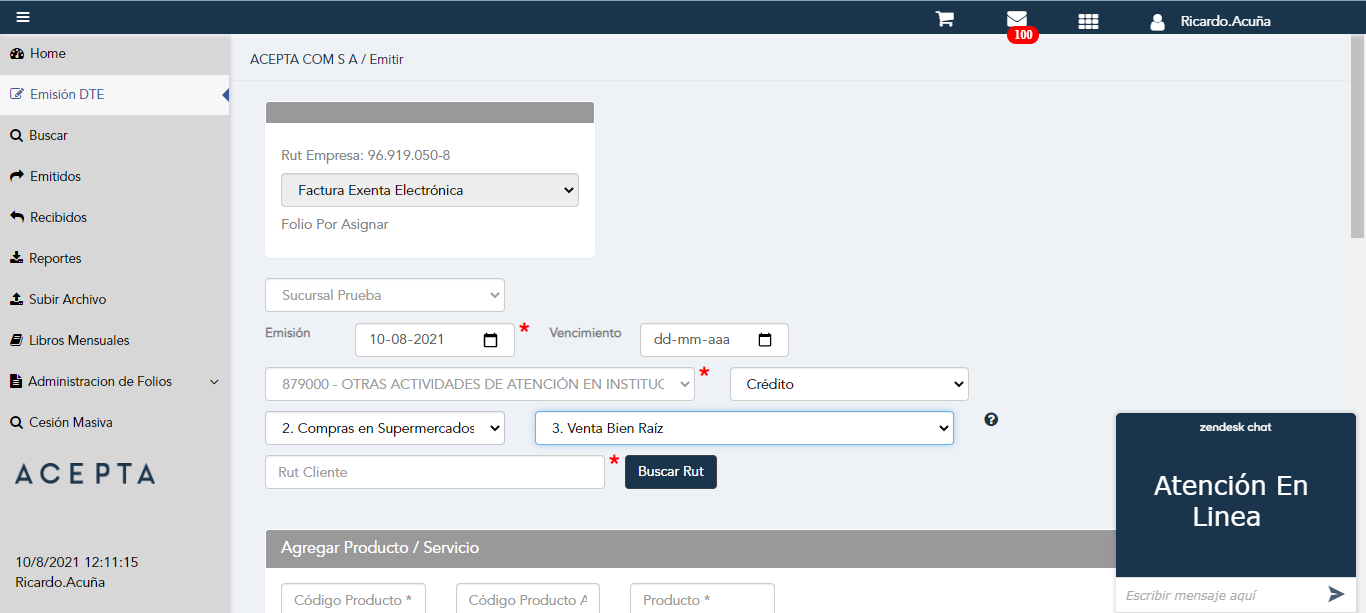 100
Ricardo.Acuña
Home
Emisión DTE
Buscar
Emitidos
Recibidos
Reportes
Subir Archivo
Libros Mensuales
Administracion de Folios
Cesión Masiva
ACEPTA
10/8/2021 12:11:15
Ricardo.Acuña
ACEPTA COM S A / Emitir
Rut Empresa: 96.919.050-8
Factura Exenta Electrónica
Folio Por Asignar
Sucursal Prueba
Emisión 10-08-2021 * Vencimiento dd-mm-aaa
879000 - OTRAS ACTIVIDADES DE ATENCIÓN EN INSTITUC * Crédito
2. Compras en Supermercados 3. Venta Bien Raíz
Rut Cliente * Buscar Rut
Agregar Producto / Servicio
Código Producto * Código Producto A Producto *
zendesk chat
Atención En
Linea
Escribir mensaje aquí